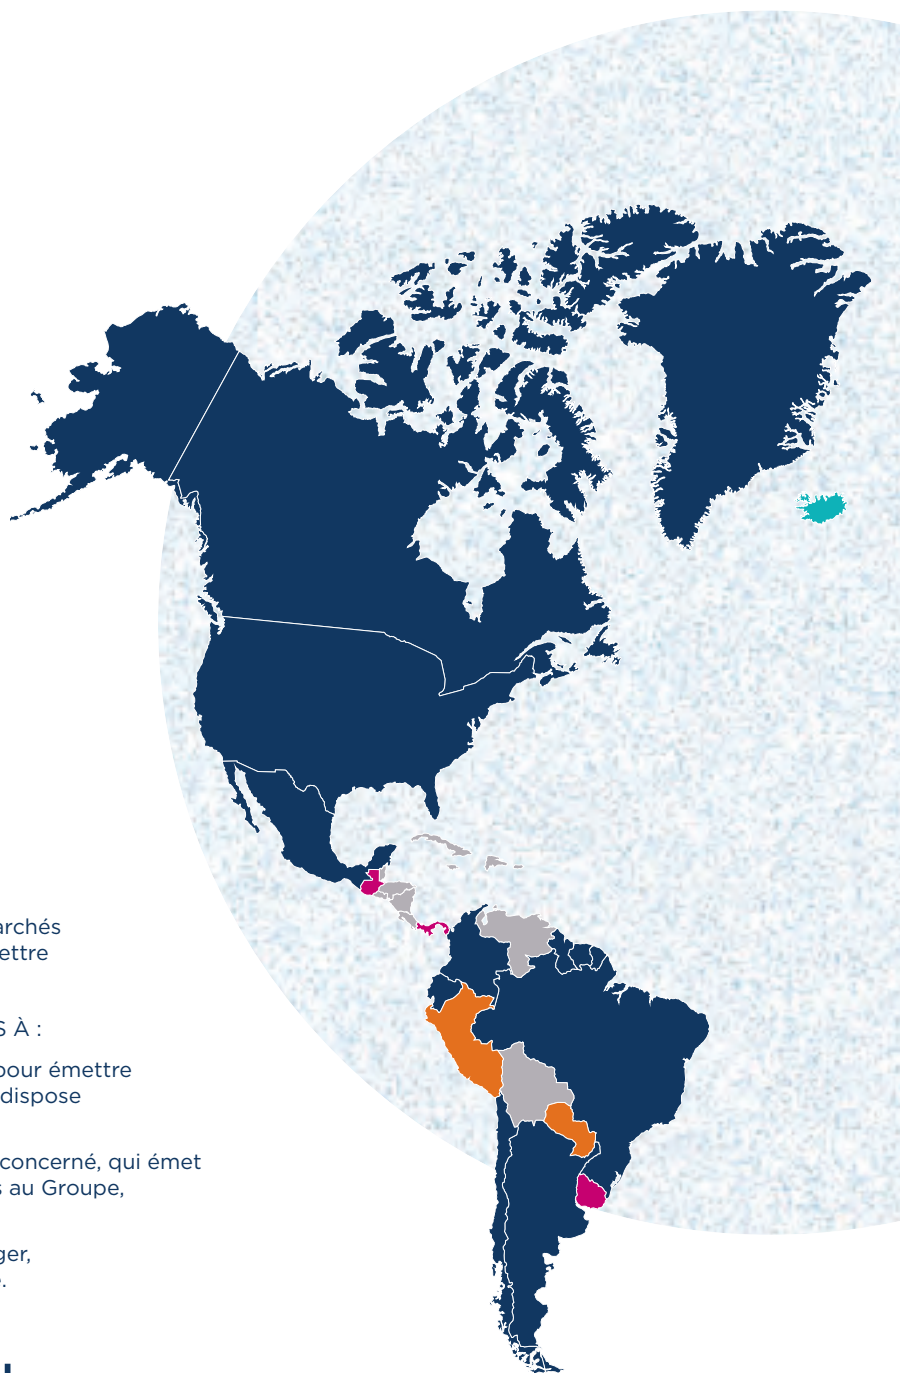 archés
ettre
S À :
pour émettre
dispose
concerné, qui émet
s au Groupe,
ger,